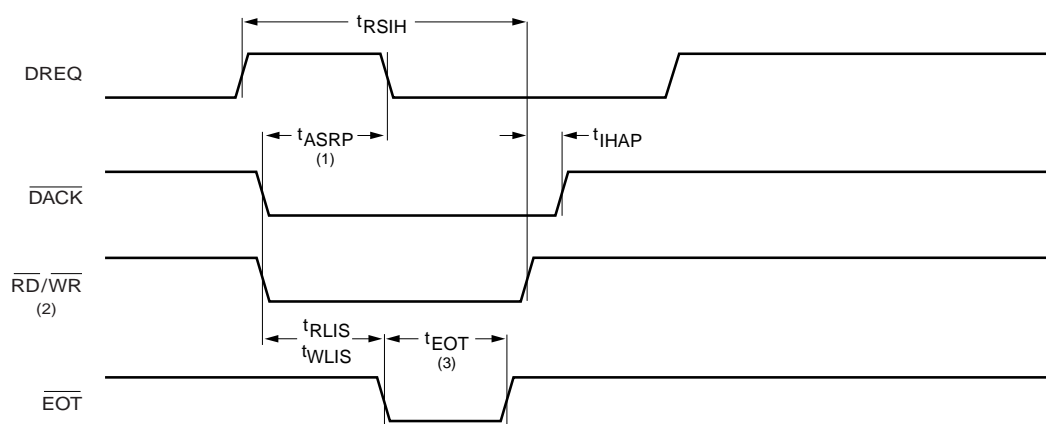 tRSIH
DREQ
tASRP
(1)
tIHAP
DACK
RD/WR
(2)
tRLIS
tWLIS
tEOT
(3)
EOT